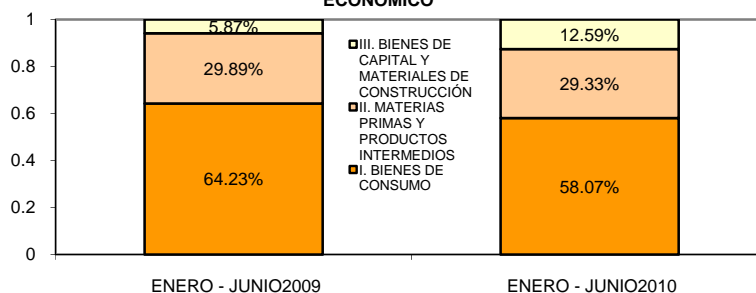 ECONÓMICO
1
0.8
0.6
0.4
0.2
0
5.87%
29.89%
64.23%
III. BIENES DE
CAPITAL Y
MATERIALES DE
CONSTRUCCIÓN
II. MATERIAS
PRIMAS Y
PRODUCTOS
INTERMEDIOS
I. BIENES DE
CONSUMO
12.59%
29.33%
58.07%
ENERO - JUNIO2009
ENERO - JUNIO2010